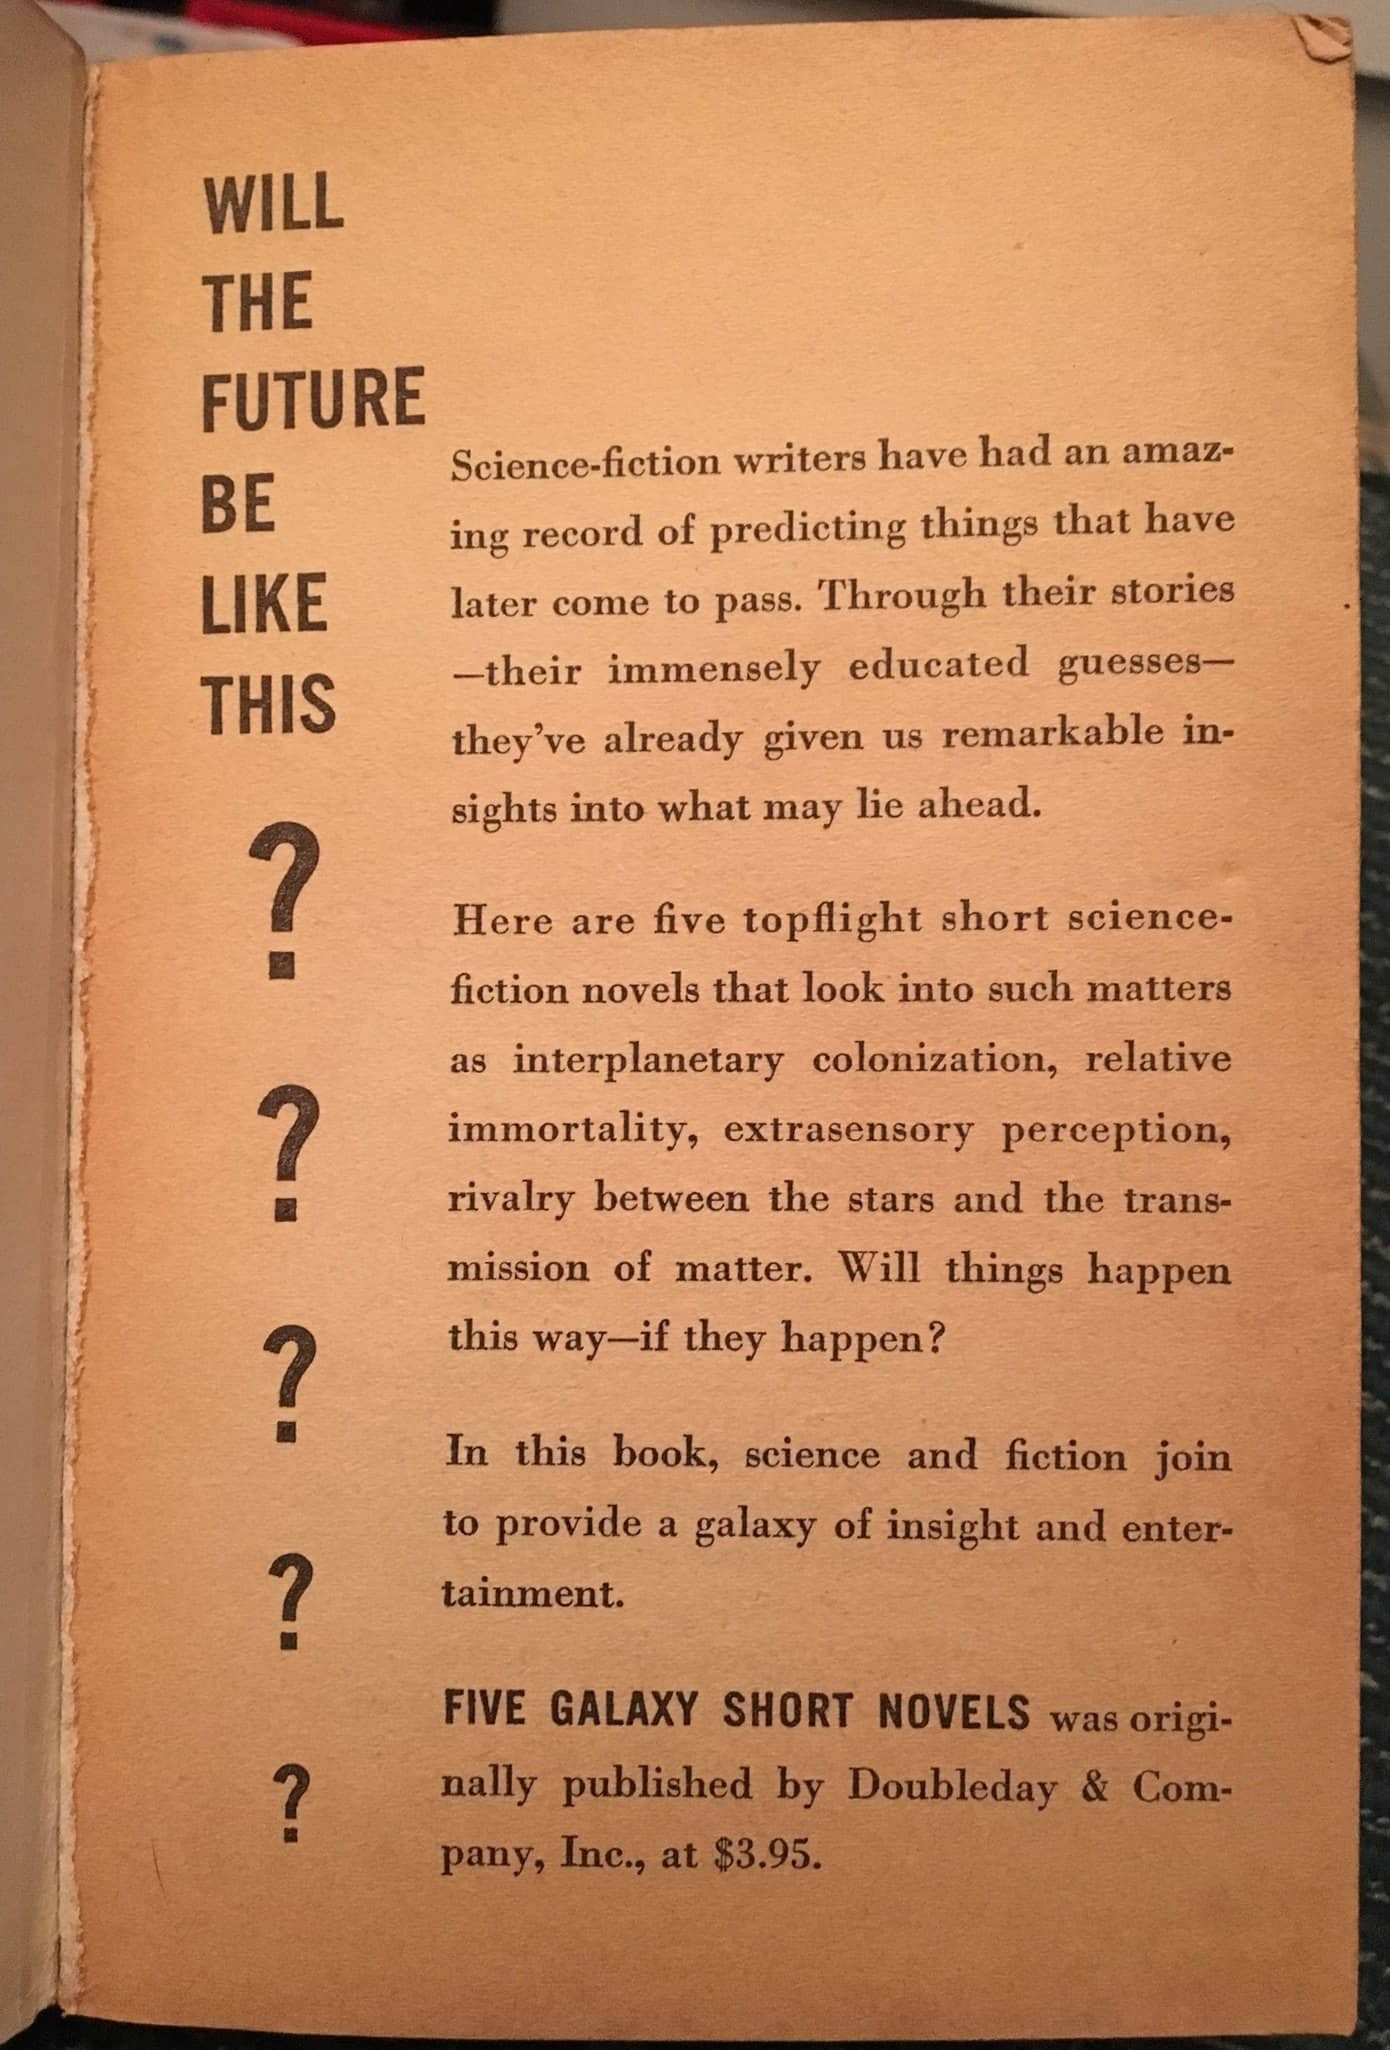 WILL
THE
FUTURE
BE
LIKE
THIS
?
?
?
?
?
Science-fiction writers have had an amaz-
ing record of predicting things that have
later come to pass. Through their stories
—their immensely educated guesses—
they've already given us remarkable in-
sights into what may lie ahead.
Here are five topflight short science-
fiction novels that look into such matters
as interplanetary colonization, relative
immortality, extrasensory perception,
rivalry between the stars and the trans-
mission of matter. Will things happen
this way—if they happen?
In this book, science and fiction join
to provide a galaxy of insight and enter-
tainment.
FIVE GALAXY SHORT NOVELS was origi-
nally published by Doubleday & Com-
pany, Inc., at $3.95.